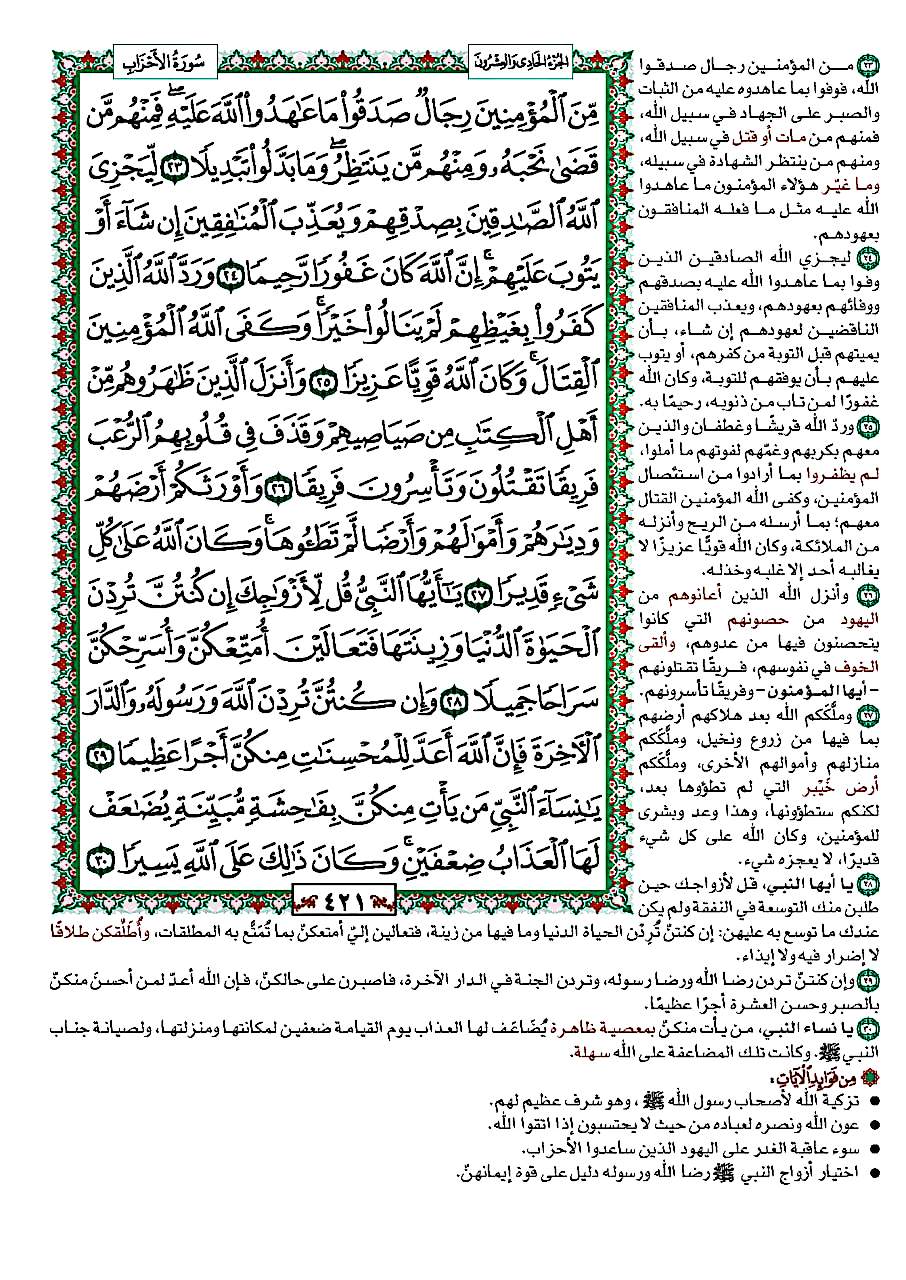 الجُزْءُ الحَادِي وَالعِشْرُونَ
سُورَةُ الأَحْزَابِ
مِّنَ ٱلْمُؤْمِنِينَ رِجَالٌ صَدَقُوا۟ مَا عَٰهَدُوا۟ ٱللَّهَ عَلَيْهِ ۖ فَمِنْهُم مَّن
قَضَىٰ نَحْبَهُۥ وَمِنْهُم مَّن يَنتَظِرُ ۖ وَمَا بَدَّلُوا۟ تَبْدِيلًا ٢٣ لِّيَجْزِىَ
ٱللَّهُ ٱلصَّٰدِقِينَ بِصِدْقِهِمْ وَيُعَذِّبَ ٱلْمُنَٰفِقِينَ إِن شَآءَ أَوْ
يَتُوبَ عَلَيْهِمْ ۚ إِنَّ ٱللَّهَ كَانَ غَفُورًا رَّحِيمًا ٢٤ وَرَدَّ ٱللَّهُ ٱلَّذِينَ
كَفَرُوا۟ بِغَيْظِهِمْ لَمْ يَنَالُوا۟ خَيْرًا ۚ وَكَفَى ٱللَّهُ ٱلْمُؤْمِنِينَ
ٱلْقِتَالَ ۚ وَكَانَ ٱللَّهُ قَوِيًّا عَزِيزًا ٢٥ وَأَنزَلَ ٱلَّذِينَ ظَٰهَرُوهُم مِّنْ
أَهْلِ ٱلْكِتَٰبِ مِن صَيَاصِيهِمْ وَقَذَفَ فِى قُلُوبِهِمُ ٱلرُّعْبَ
فَرِيقًا تَقْتُلُونَ وَتَأْسِرُونَ فَرِيقًا ٢٦ وَأَوْرَثَكُمْ أَرْضَهُمْ
وَدِيَٰرَهُمْ وَأَمْوَٰلَهُمْ وَأَرْضًا لَّمْ تَطَـُٔوهَا ۚ وَكَانَ ٱللَّهُ عَلَىٰ كُلِّ
شَىْءٍ قَدِيرًا ٢٧ يَٰٓأَيُّهَا ٱلنَّبِىُّ قُل لِّأَزْوَٰجِكَ إِن كُنتُنَّ تُرِدْنَ
ٱلْحَيَوٰةَ ٱلدُّنْيَا وَزِينَتَهَا فَتَعَالَيْنَ أُمَتِّعْكُنَّ وَأُسَرِّحْكُنَّ
سَرَاحًا جَمِيلًا ٢٨ وَإِن كُنتُنَّ تُرِدْنَ ٱللَّهَ وَرَسُولَهُۥ وَٱلدَّارَ
ٱلْءَاخِرَةَ فَإِنَّ ٱللَّهَ أَعَدَّ لِلْمُحْسِنَٰتِ مِنكُنَّ أَجْرًا عَظِيمًا ٢٩
يَٰنِسَآءَ ٱلنَّبِىِّ مَن يَأْتِ مِنكُنَّ بِفَٰحِشَةٍ مُّبَيِّنَةٍ يُضَٰعَفْ
لَهَا ٱلْعَذَابُ ضِعْفَيْنِ ۚ وَكَانَ ذَٰلِكَ عَلَى ٱللَّهِ يَسِيرًا ٣٠
٤٢١
٢٣ من المؤمنين رجال صدقوا
الله، فوفوا بما عاهدوه عليه من الثبات
والصبر على الجهاد في سبيل الله،
فمنهم من مات أو قتل في سبيل الله،
ومنهم من ينتظر الشهادة في سبيله،
وما غيّر هؤلاء المؤمنون ما عاهدوا
الله عليه مثل ما فعله المنافقون
بعهودهم.
٢٤ ليجزي الله الصادقين الذين
وفوا بما عاهدوا الله عليه بصدقهم
ووفائهم بعهودهم، ويعذب المنافقين
الناقضين لعهودهم إن شاء، بأن
يميتهم قبل التوبة من كفرهم، أو يتوب
عليهم بأن يوفقهم للتوبة، وكان الله
غفورًا لمن تاب من ذنوبه، رحيمًا به.
٢٥ وردّ الله قريشًا وغطفان والذين
معهم بكربهم وغمّهم لفوتهم ما أملوا،
لم يظفروا بما أرادوا من استئصال
المؤمنين، وكفى الله المؤمنين القتال
معهم؛ بما أرسله من الريح وأنزله
من الملائكة، وكان الله قويًّا عزيزًا لا
يغالبه أحد إلا غلبه وخذله.
٢٦ وأنزل الله الذين أعانوهم من
اليهود من حصونهم التي كانوا
يتحصنون فيها من عدوهم، وألقى
الخوف في نفوسهم، فريقًا تقتلونهم
- أيها المؤمنون - وفريقًا تأسرونهم.
٢٧ وملَّككم الله بعد هلاكهم أرضهم
بما فيها من زروع ونخيل، وملَّككم
منازلهم وأموالهم الأخرى، وملَّككم
أرض خَيْبر التي لم تطؤوها بعد،
لكنكم ستطؤونها، وهذا وعد وبشرى
للمؤمنين، وكان الله على كل شيء
قديرًا، لا يعجزه شيء.
٢٨ يا أيها النبي، قل لأزواجك حين
طلبن منك التوسعة في النفقة ولم يكن
عندك ما توسع به عليهن: إن كنتنّ تُرِدْن الحياة الدنيا وما فيها من زينة، فتعالين إليّ أمتعكنّ بما تُمَتَّع به المطلقات، وأُطَلّقكن طلاقًا
لا إضرار فيه ولا إيذاء.
٢٩ وإن كنتنّ تردن رضا الله ورضا رسوله، وتردن الجنة في الدار الآخرة، فاصبرن على حالكنّ، فإن الله أعدّ لمن أحسنَ منكنّ
بالصبر وحسن العشرة أجرًا عظيمًا.
٣٠ يا نساء النبي، من يأت منكنّ بمعصية ظاهرة يُضَاعَف لها العذاب يوم القيامة ضعفين لمكانتها ومنزلتها، ولصيانة جناب
النبي ﷺ. وكانت تلك المضاعفة على الله سهلة.
مِن فَوَائِدِ الْآيَاتِ:
● تزكية الله لأصحاب رسول الله ﷺ، وهو شرف عظيم لهم.
● عون الله ونصره لعباده من حيث لا يحتسبون إذا اتقوا الله.
● سوء عاقبة الغدر على اليهود الذين ساعدوا الأحزاب.
● اختيار أزواج النبي ﷺ رضا الله ورسوله دليل على قوة إيمانهنّ.